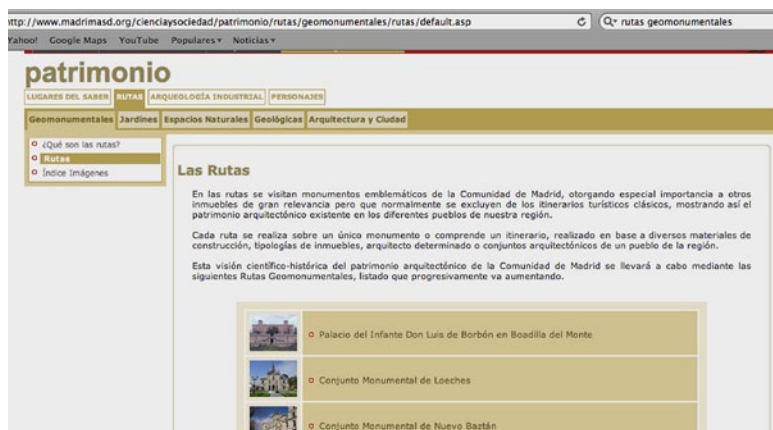 http://www.madrimasd.org/cienciaysociedad/patrimonio/rutas/geomonumentales/rutas/default.asp
rutas geomonumentales
Yahoo! Google Maps YouTube Populares Noticias
patrimonio
LUGARES DEL SABER RUTAS ARQUEOLOGÍA INDUSTRIAL PERSONAJES
Geomonumentales Jardines Espacios Naturales Geológicas Arquitectura y Ciudad
¿Qué son las rutas?
Rutas
Índice Imágenes
Las Rutas
En las rutas se visitan monumentos emblemáticos de la Comunidad de Madrid, otorgando especial importancia a otros
inmuebles de gran relevancia pero que normalmente se excluyen de los itinerarios turísticos clásicos, mostrando así el
patrimonio arquitectónico existente en los diferentes pueblos de nuestra región.
Cada ruta se realiza sobre un único monumento o comprende un itinerario, realizado en base a diversos materiales de
construcción, tipologías de inmuebles, arquitecto determinado o conjuntos arquitectónicos de un pueblo de la región.
Esta visión científico-histórica del patrimonio arquitectónico de la Comunidad de Madrid se llevará a cabo mediante las
siguientes Rutas Geomonumentales, listado que progresivamente va aumentando.
Palacio del Infante Don Luis de Borbón en Boadilla del Monte
Conjunto Monumental de Loeches
Conjunto Monumental de Nuevo Baztán